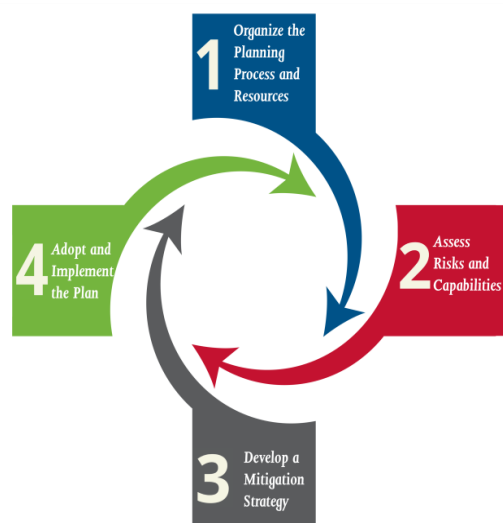 1
Organize the
Planning
Process and
Resources
2
Assess
Risks and
Capabilities
3
Develop a
Mitigation
Strategy
4
Adopt and
Implement
the Plan